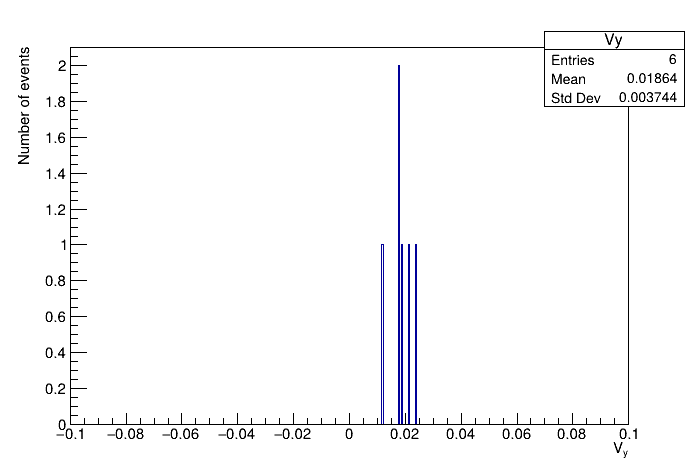 Vy
Entries 6
Mean 0.01864
Std Dev 0.003744
Number of events
2
1.8
1.6
1.4
1.2
1
0.8
0.6
0.4
0.2
0
−0.1 −0.08 −0.06 −0.04 −0.02 0 0.02 0.04 0.06 0.08 0.1
Vy